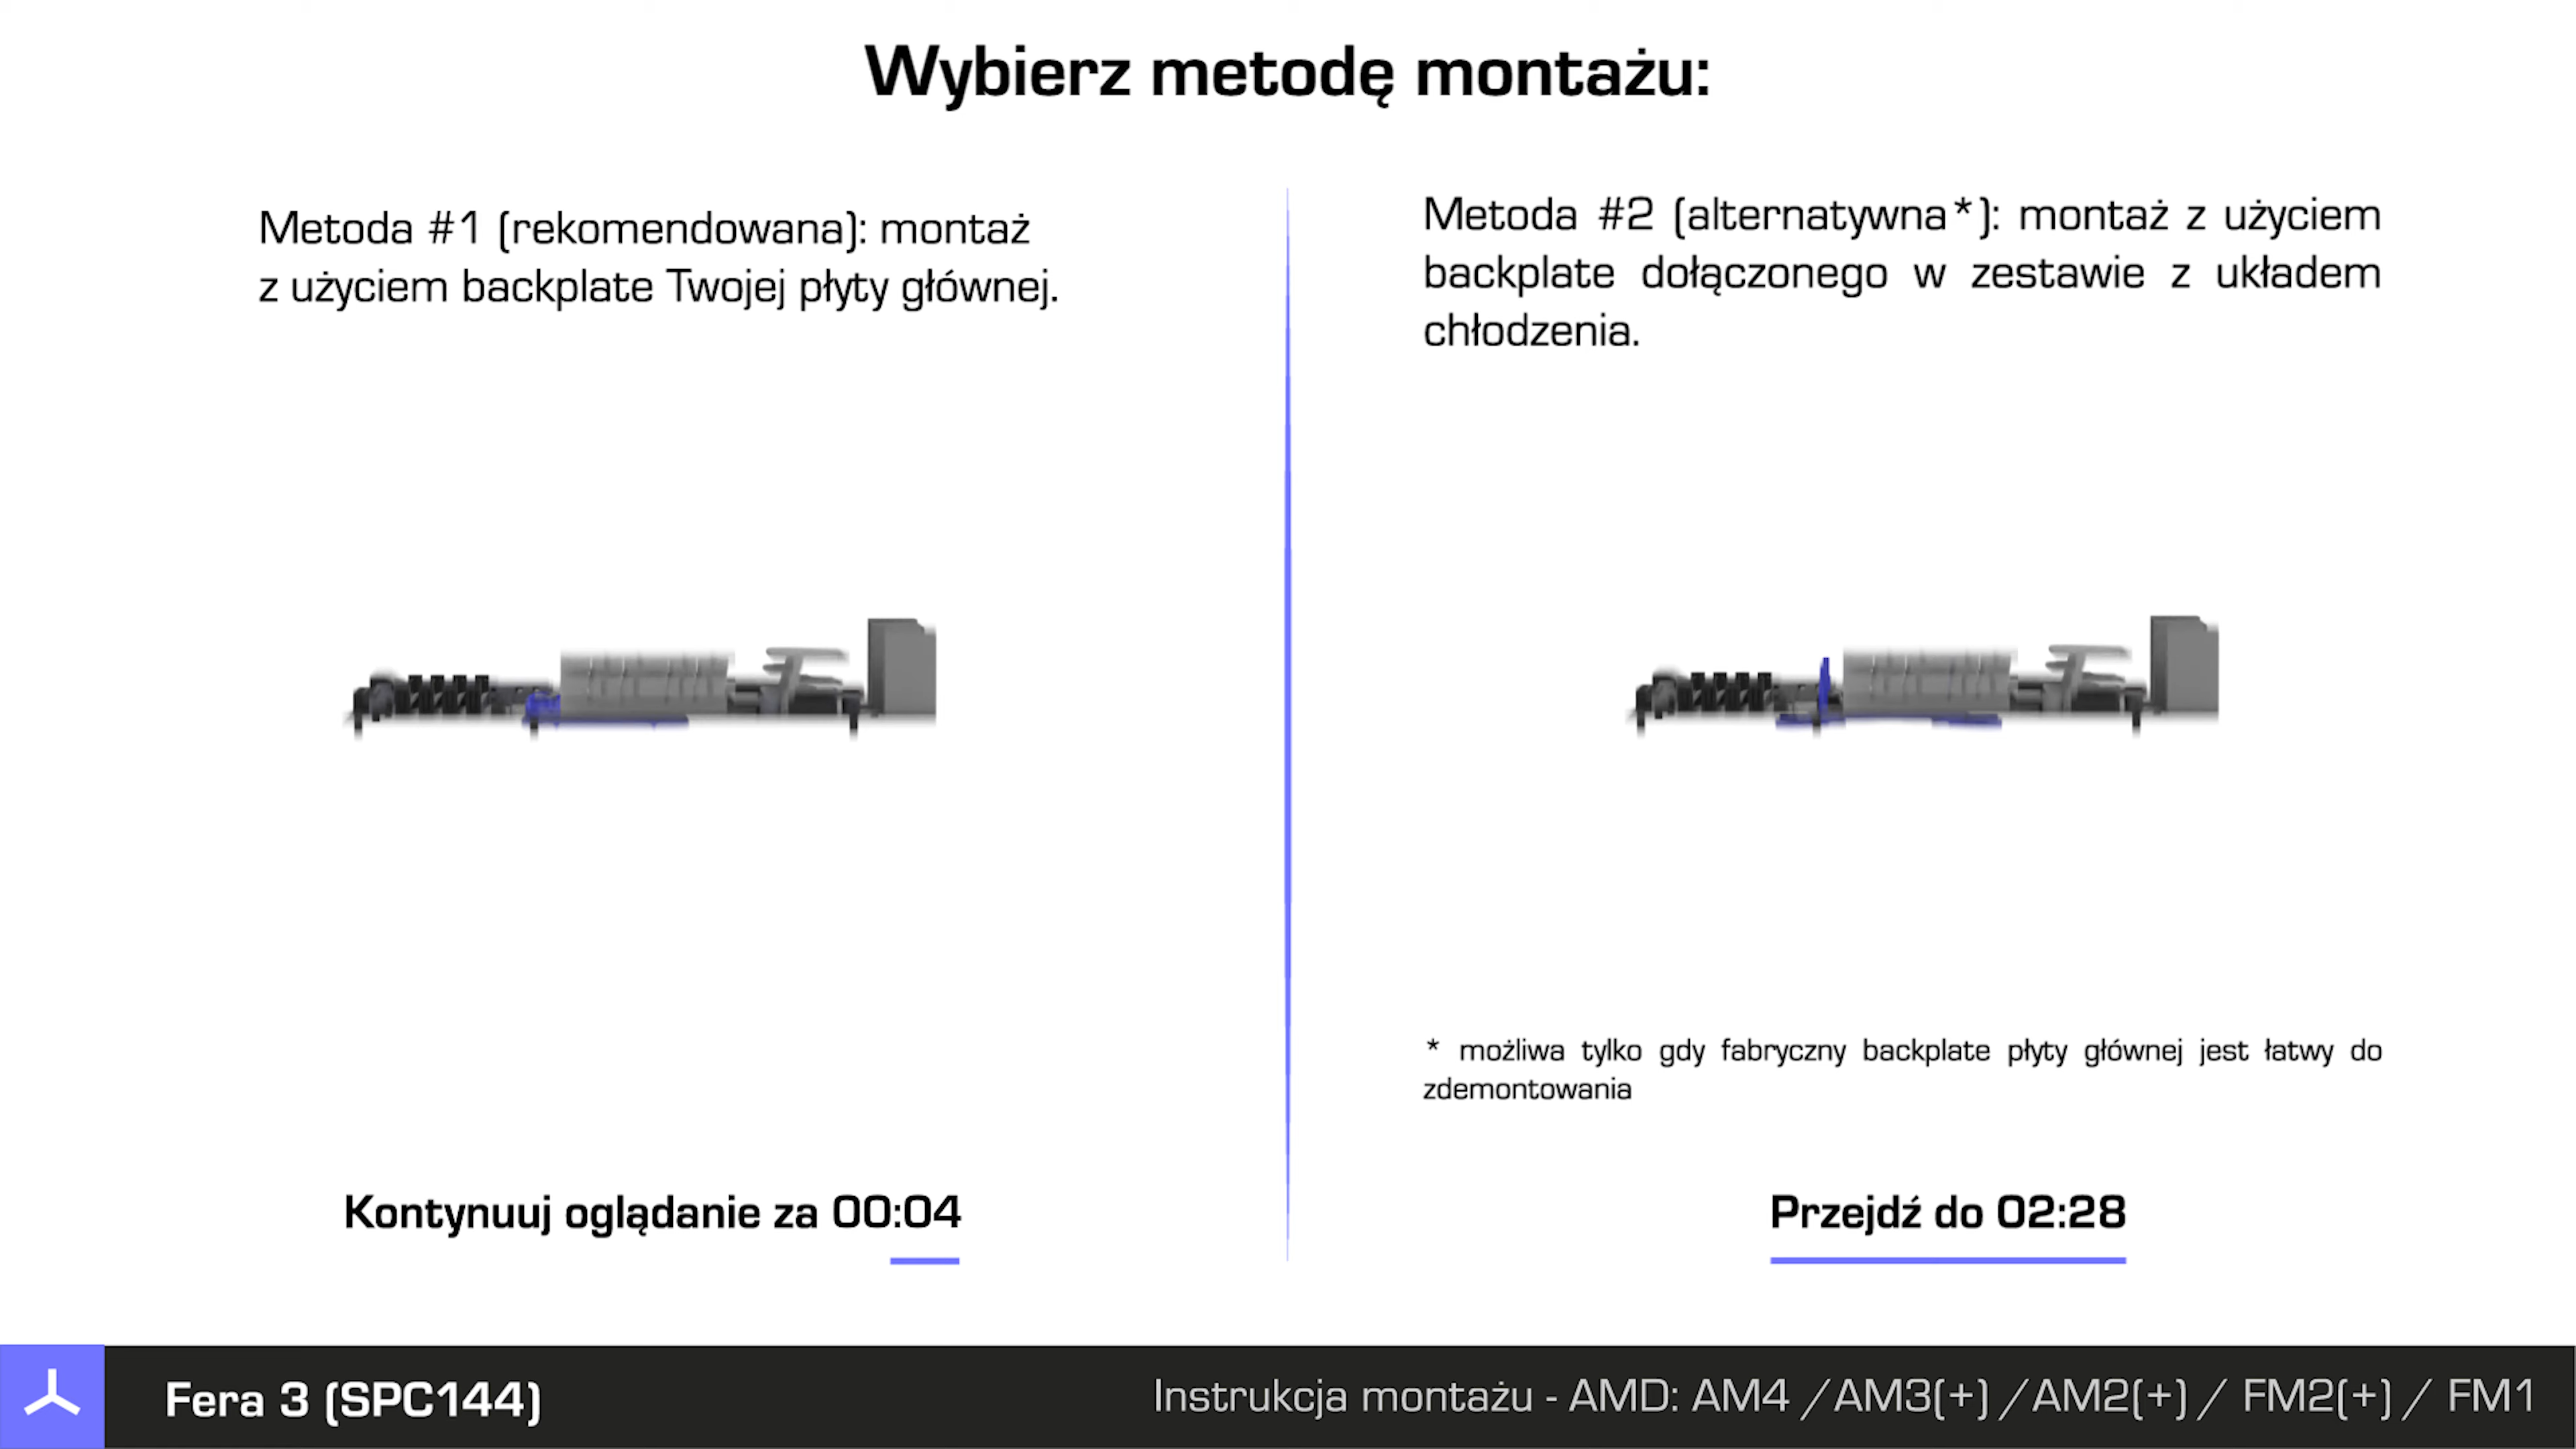 Wybierz metodę montażu:
Metoda #1 (rekomendowana): montaż
z użyciem backplate Twojej płyty głównej.
Metoda #2 (alternatywna*): montaż z użyciem
backplate dołączonego w zestawie z układem
chłodzenia.
* możliwa tylko gdy fabryczny backplate płyty głównej jest łatwy do
zdemontowania
Kontynuuj oglądanie za 00:04
Przejdź do 02:28
Fera 3 (SPC144)
Instrukcja montażu - AMD: AM4 / AM3(+) / AM2(+) / FM2(+) / FM1